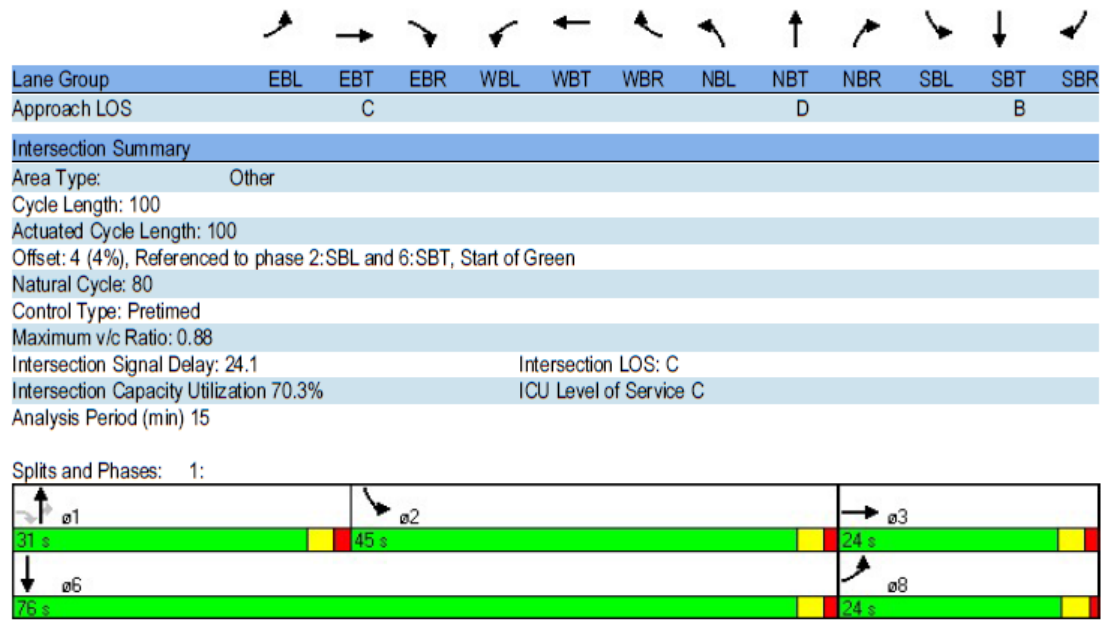 Lane Group EBL EBT EBR WBL WBT WBR NBL NBT NBR SBL SBT SBR
Approach LOS C D B
Intersection Summary
Area Type: Other
Cycle Length: 100
Actuated Cycle Length: 100
Offset: 4 (4%), Referenced to phase 2:SBL and 6:SBT, Start of Green
Natural Cycle: 80
Control Type: Pretimed
Maximum v/c Ratio: 0.88
Intersection Signal Delay: 24.1 Intersection LOS: C
Intersection Capacity Utilization 70.3% ICU Level of Service C
Analysis Period (min) 15
Splits and Phases: 1:
ø1 ø2 ø3
31 s 45 s 24 s
ø6 ø8
76 s 24 s